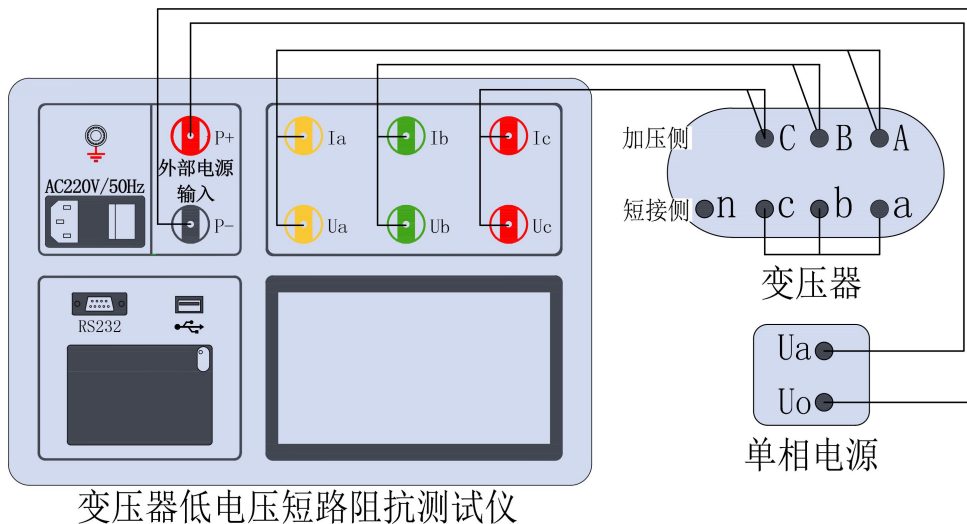 P+
外部电源
输入
P-
AC220V/50Hz
Ia
Ib
Ic
Ua
Ub
Uc
RS232
变压器低电压短路阻抗测试仪
加压侧
C
B
A
短接侧
n
c
b
a
变压器
Ua
Uo
单相电源